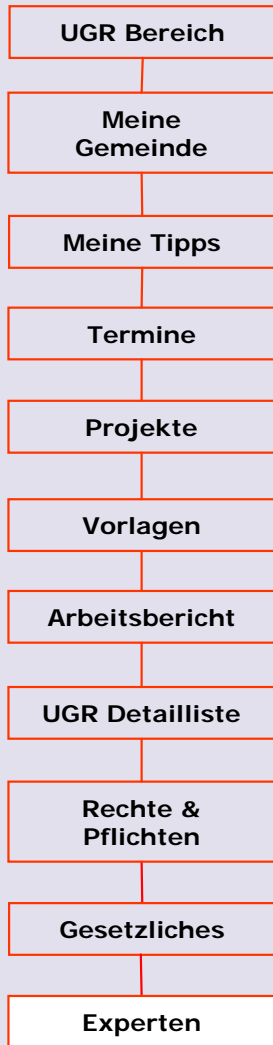 UGR Bereich
Meine
Gemeinde
Meine Tipps
Termine
Projekte
Vorlagen
Arbeitsbericht
UGR Detailliste
Rechte &
Pflichten
Gesetzliches
Experten